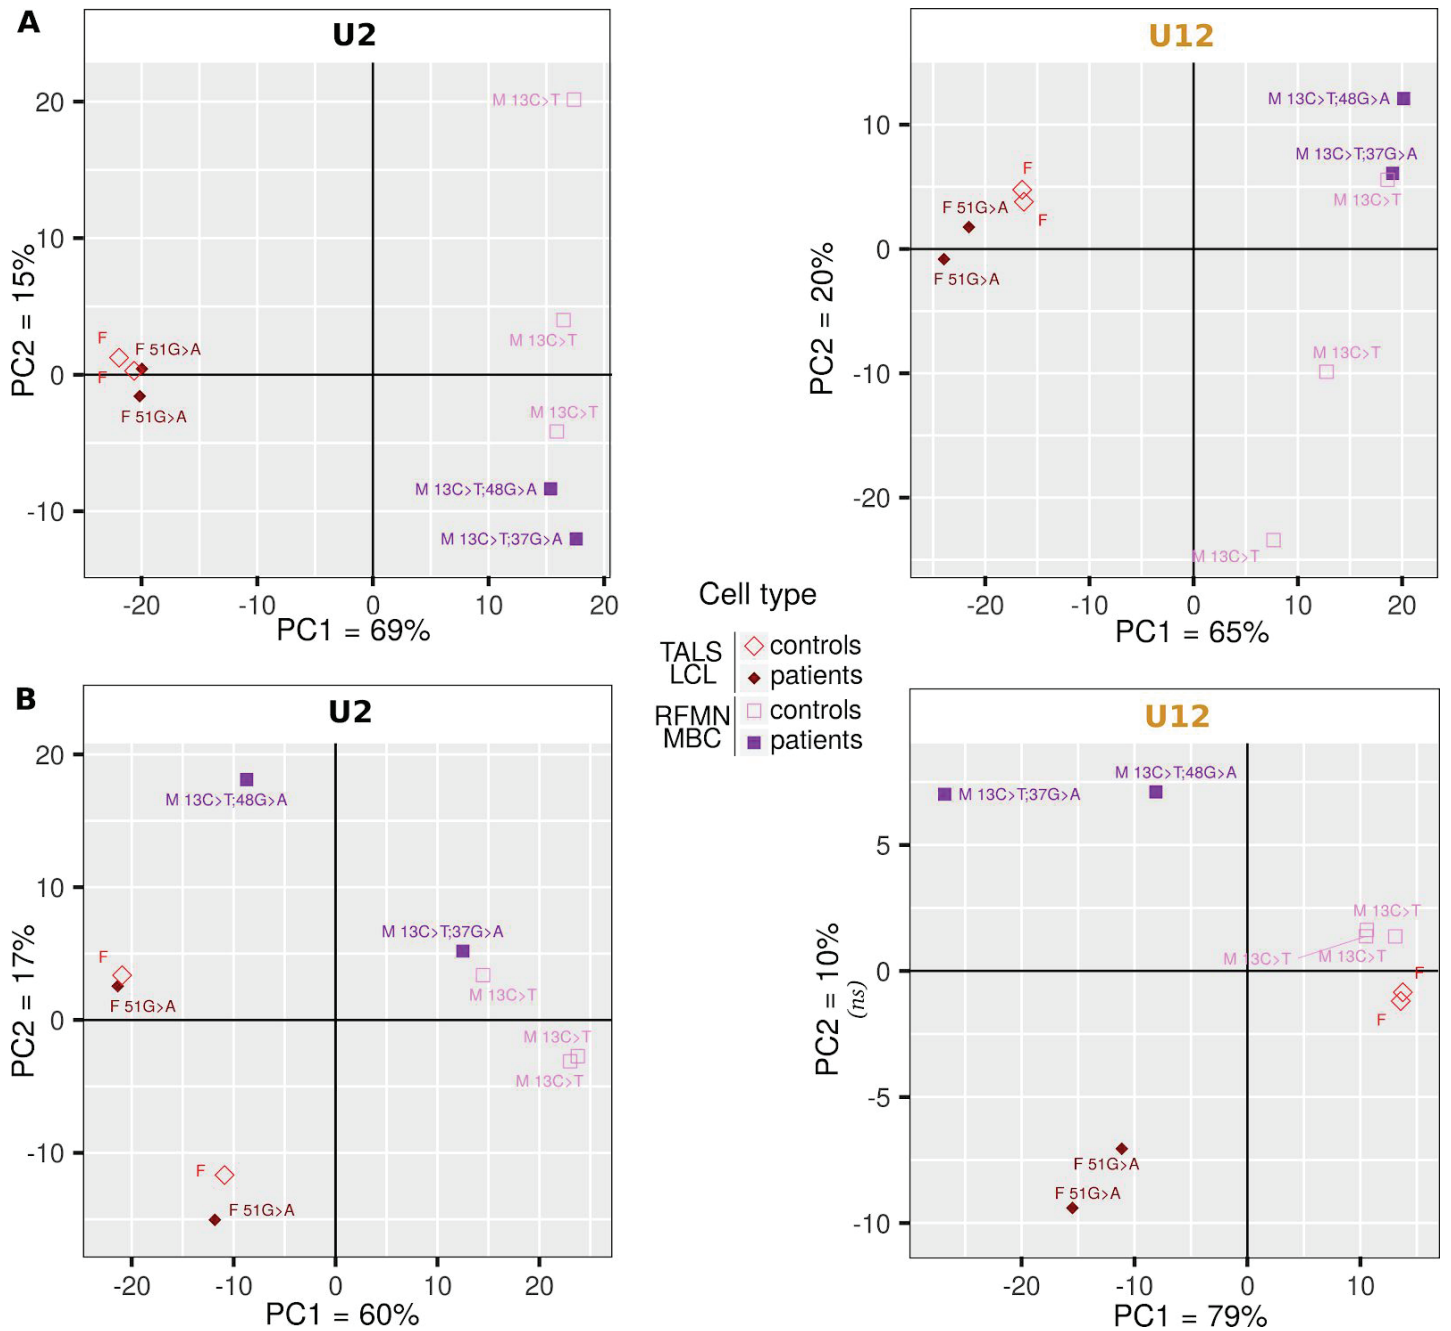 A
U2
M 13C>T
M 13C>T
M 13C>T
M 13C>T;48G>A
M 13C>T;37G>A
F
F 51G>A
F
F 51G>A
20
10
0
-10
PC2 = 15%
-20
-10
0
10
20
PC1 = 69%
U12
M 13C>T;48G>A
M 13C>T;37G>A
M 13C>T
F
F
F 51G>A
F 51G>A
M 13C>T
M 13C>T
10
0
-10
-20
PC2 = 20%
-20
-10
0
10
20
PC1 = 65%
Cell type
TALS
LCL
controls
patients
RFMN
MBC
controls
patients
B
U2
M 13C>T;48G>A
M 13C>T;37G>A
M 13C>T
F
F 51G>A
M 13C>T
M 13C>T
F
F 51G>A
20
10
0
-10
PC2 = 17%
-20
-10
0
10
20
PC1 = 60%
U12
M 13C>T;48G>A
M 13C>T;37G>A
M 13C>T
M 13C>T
M 13C>T
F
F
F 51G>A
F 51G>A
5
0
-5
-10
PC2 = 10%
(ns)
-20
-10
0
10
PC1 = 79%